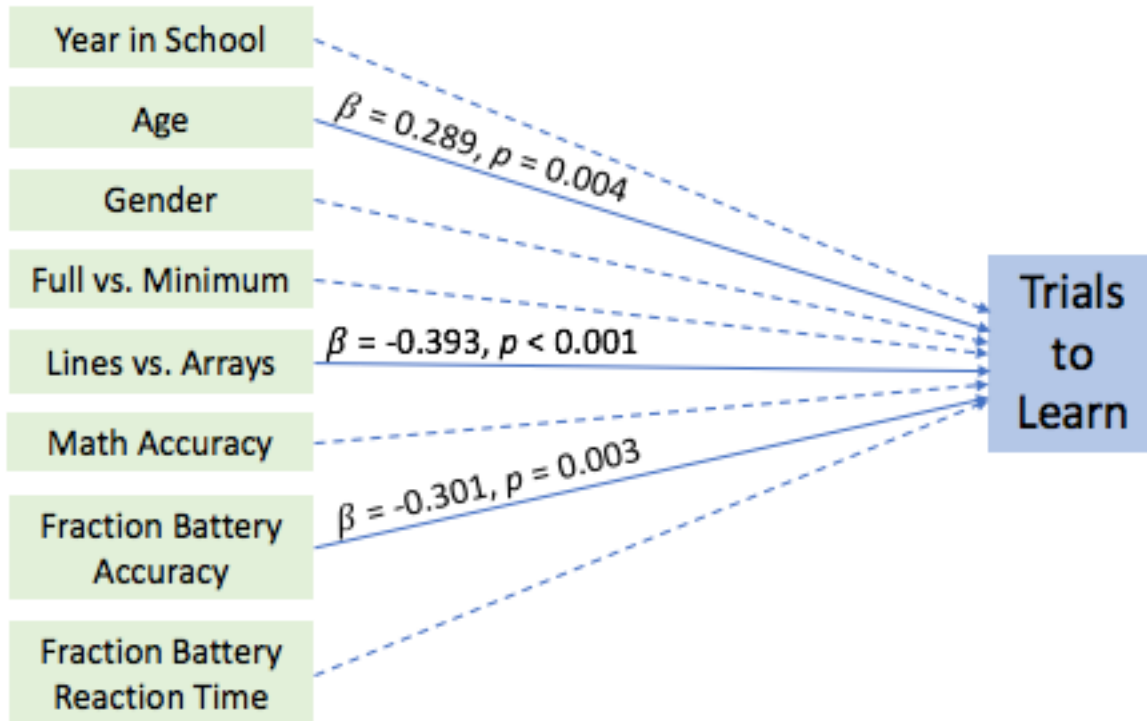 Year in School
Age
β = 0.289, p = 0.004
Gender
Full vs. Minimum
Lines vs. Arrays
β = -0.393, p < 0.001
Math Accuracy
Fraction Battery
Accuracy
β = -0.301, p = 0.003
Fraction Battery
Reaction Time
Trials
to
Learn